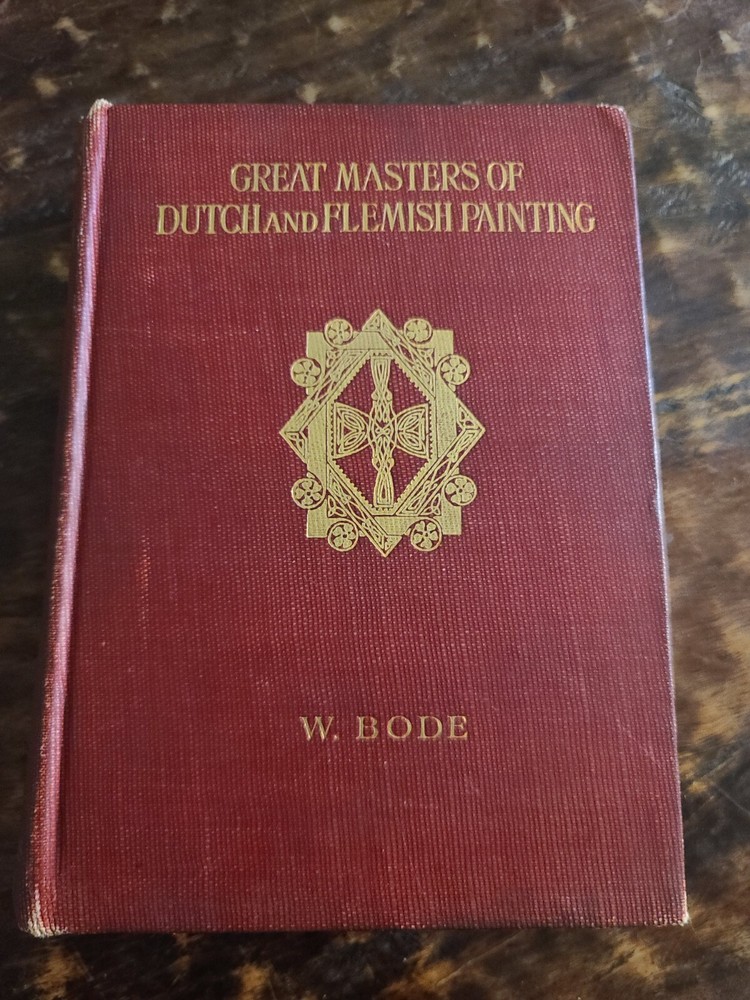 GREAT MASTERS OF
DUTCH AND FLEMISH PAINTING
W. BODE